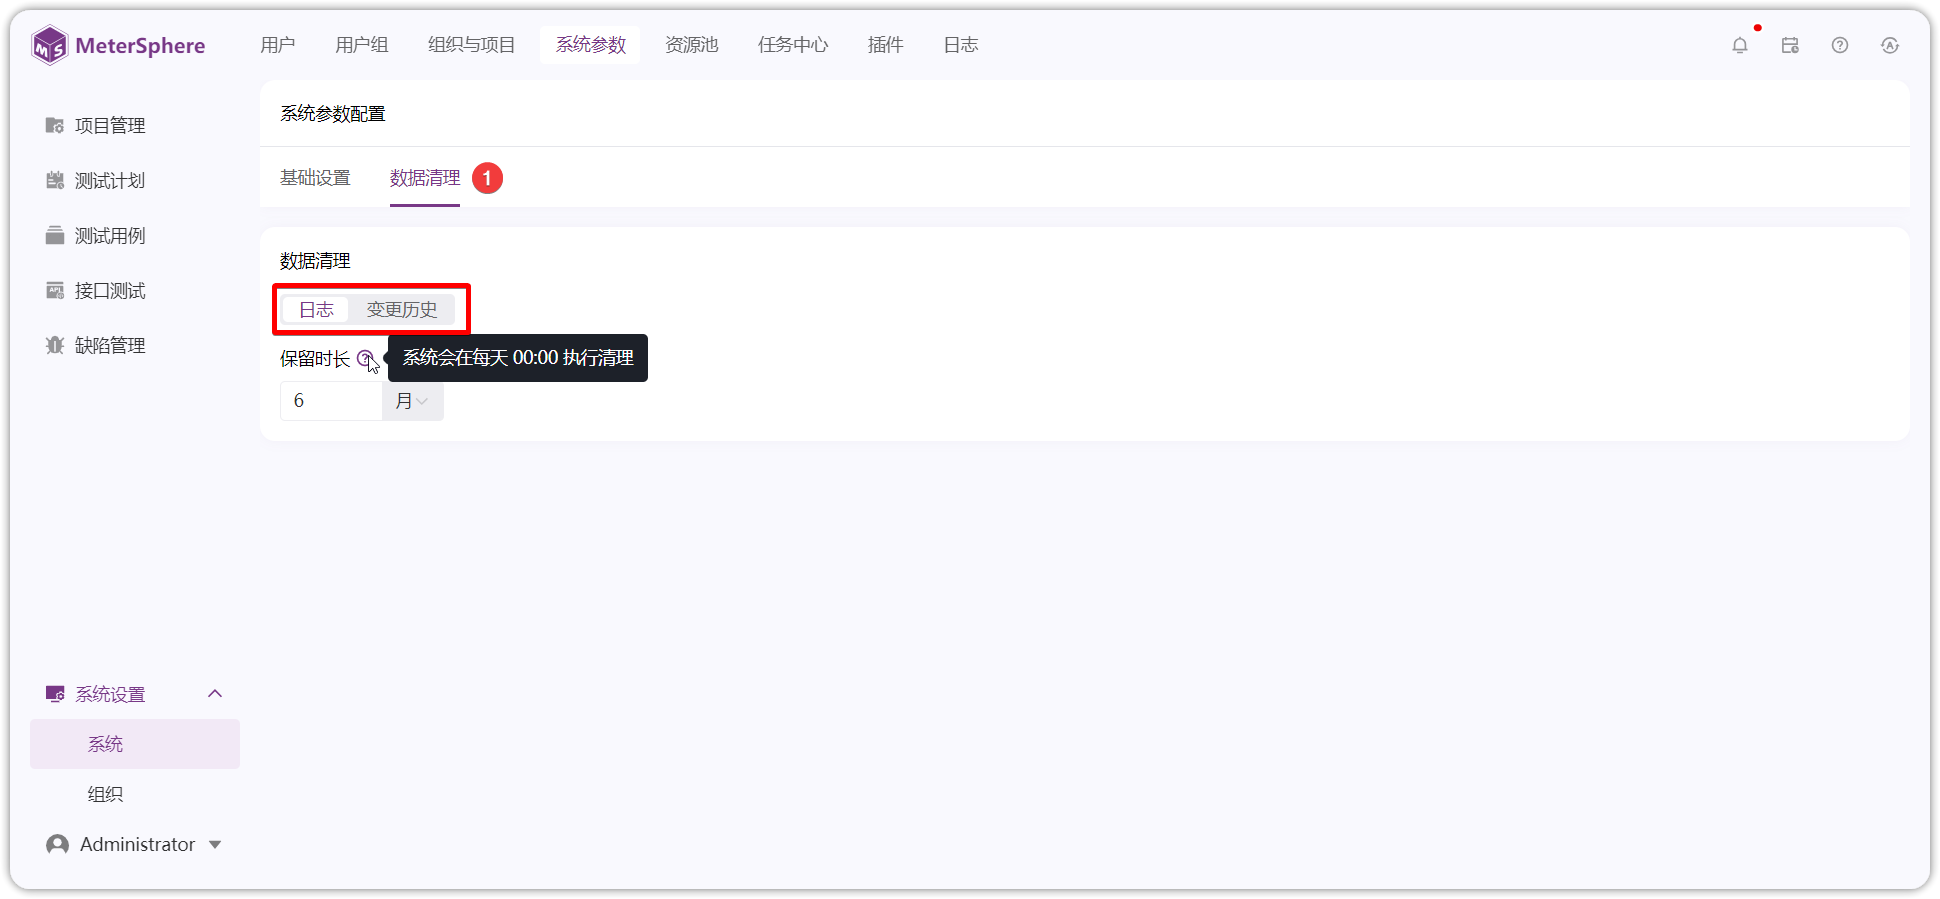 MeterSphere
用户
用户组
组织与项目
系统参数
资源池
任务中心
插件
日志
项目管理
测试计划
测试用例
接口测试
缺陷管理
系统设置
系统
组织
Administrator
系统参数配置
基础设置
数据清理
1
数据清理
日志
变更历史
保留时长
系统会在每天 00:00 执行清理
6
月